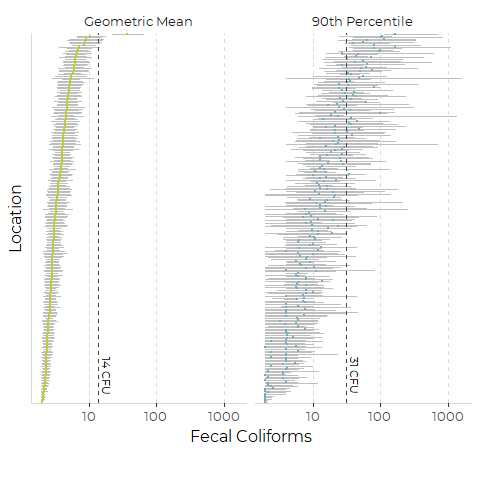 Geometric Mean
90th Percentile
Location
14 CFU
31 CFU
10
100
1000
10
100
1000
Fecal Coliforms